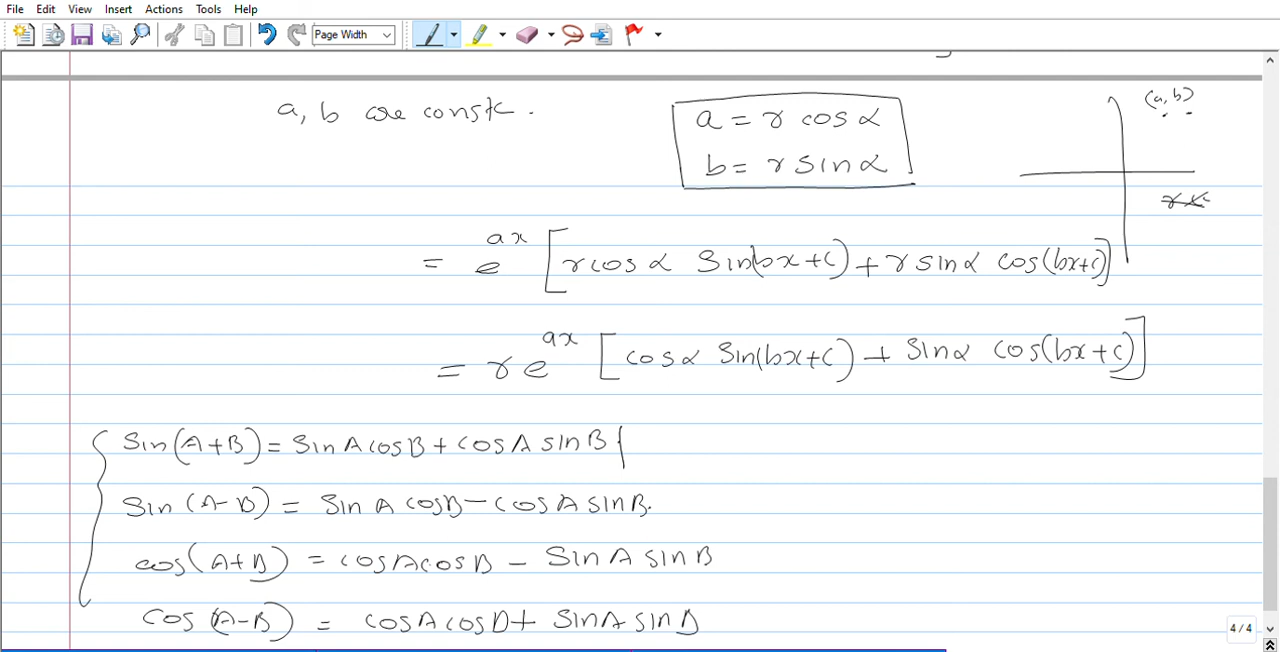 File Edit View Insert Actions Tools Help
Page Width
a, b are const.
a = r cos α
b = r sin α
(a, b)
= e^{ax} [r cos α Sin(bx+c) + r sin α cos(bx+c)]
= r e^{ax} [cos α Sin(bx+c) + Sin α cos(bx+c)]
Sin(A+B) = Sin A cos B + cos A sin B
Sin (A-B) = Sin A cos B - cos A sin B.
cos(A+B) = cos A cos B - Sin A sin B
Cos (A-B) = cos A cos B + Sin A sin B
4 / 4